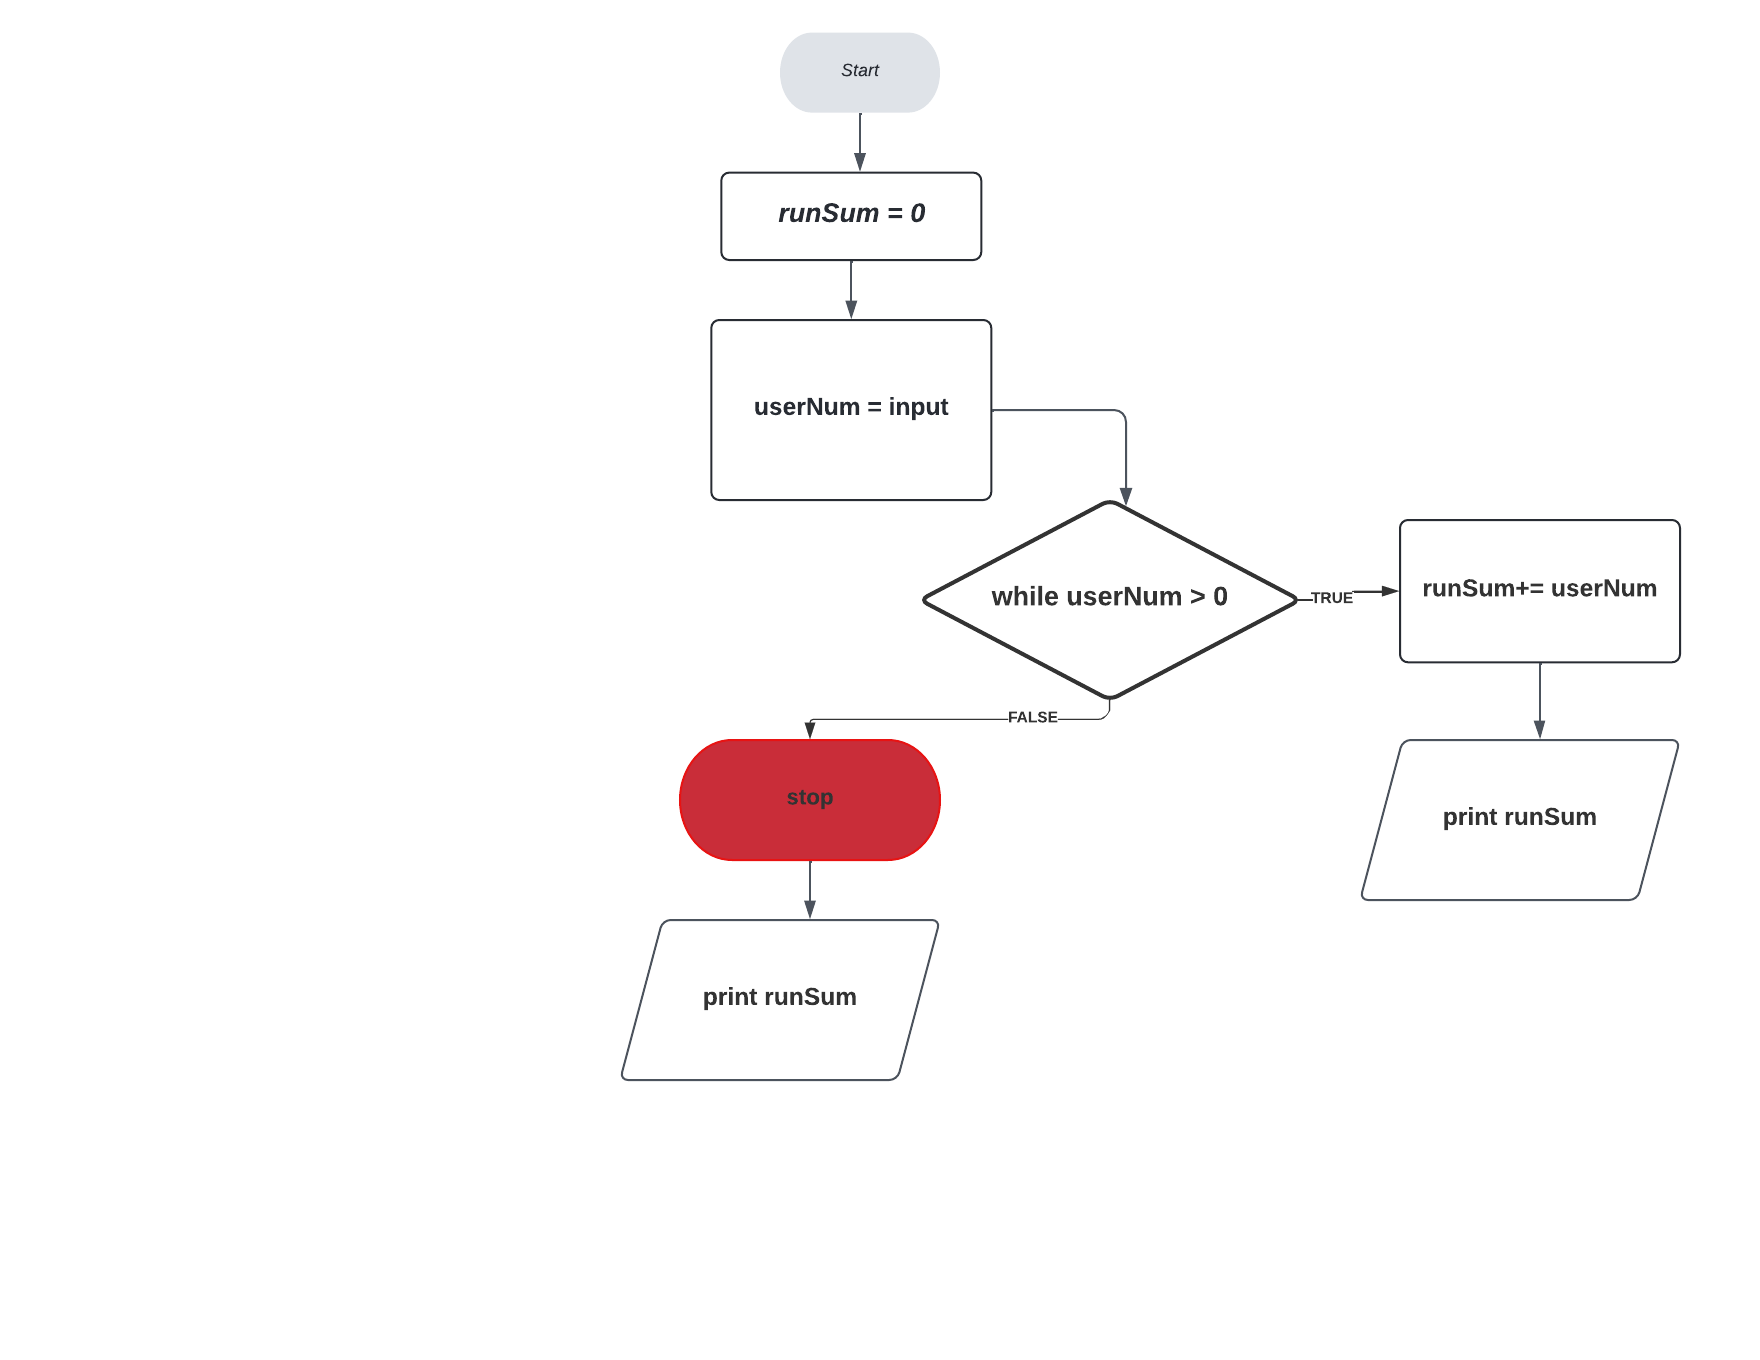 Start
runSum = 0
userNum = input
while userNum > 0
TRUE
runSum+= userNum
FALSE
stop
print runSum
print runSum